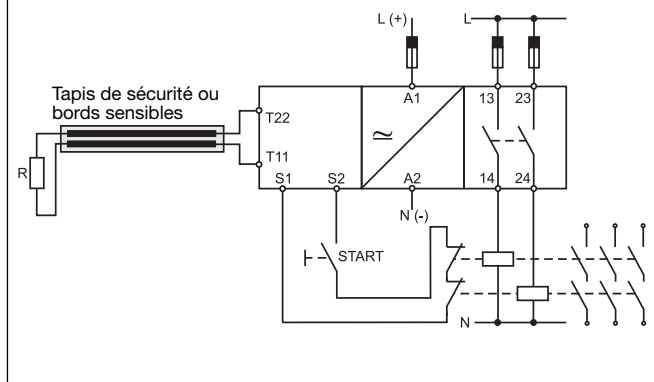 L (+)
L
Tapis de sécurité ou
bords sensibles
A1
13
23
T22
R
T11
S1
S2
A2
14
24
N (-)
START
N